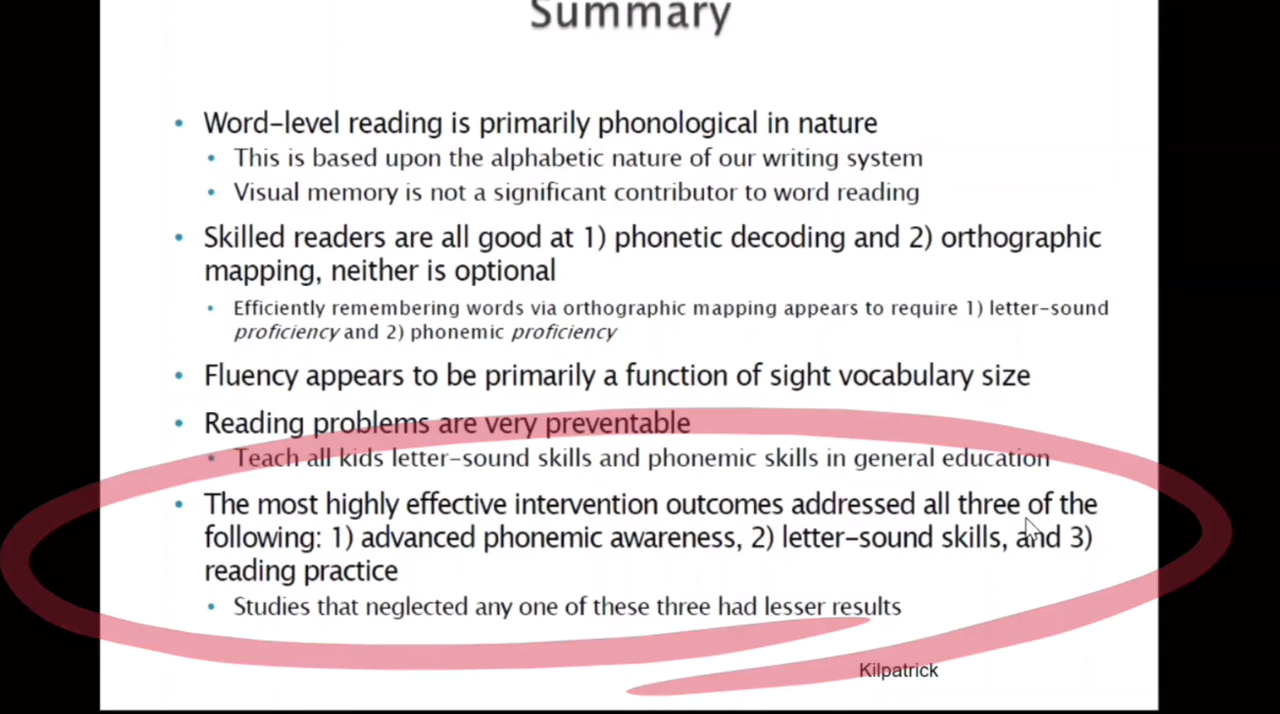 Summary
• Word-level reading is primarily phonological in nature
• This is based upon the alphabetic nature of our writing system
• Visual memory is not a significant contributor to word reading
• Skilled readers are all good at 1) phonetic decoding and 2) orthographic
mapping, neither is optional
• Efficiently remembering words via orthographic mapping appears to require 1) letter-sound
proficiency and 2) phonemic proficiency
• Fluency appears to be primarily a function of sight vocabulary size
• Reading problems are very preventable
• Teach all kids letter-sound skills and phonemic skills in general education
• The most highly effective intervention outcomes addressed all three of the
following: 1) advanced phonemic awareness, 2) letter-sound skills, and 3)
reading practice
• Studies that neglected any one of these three had lesser results
Kilpatrick